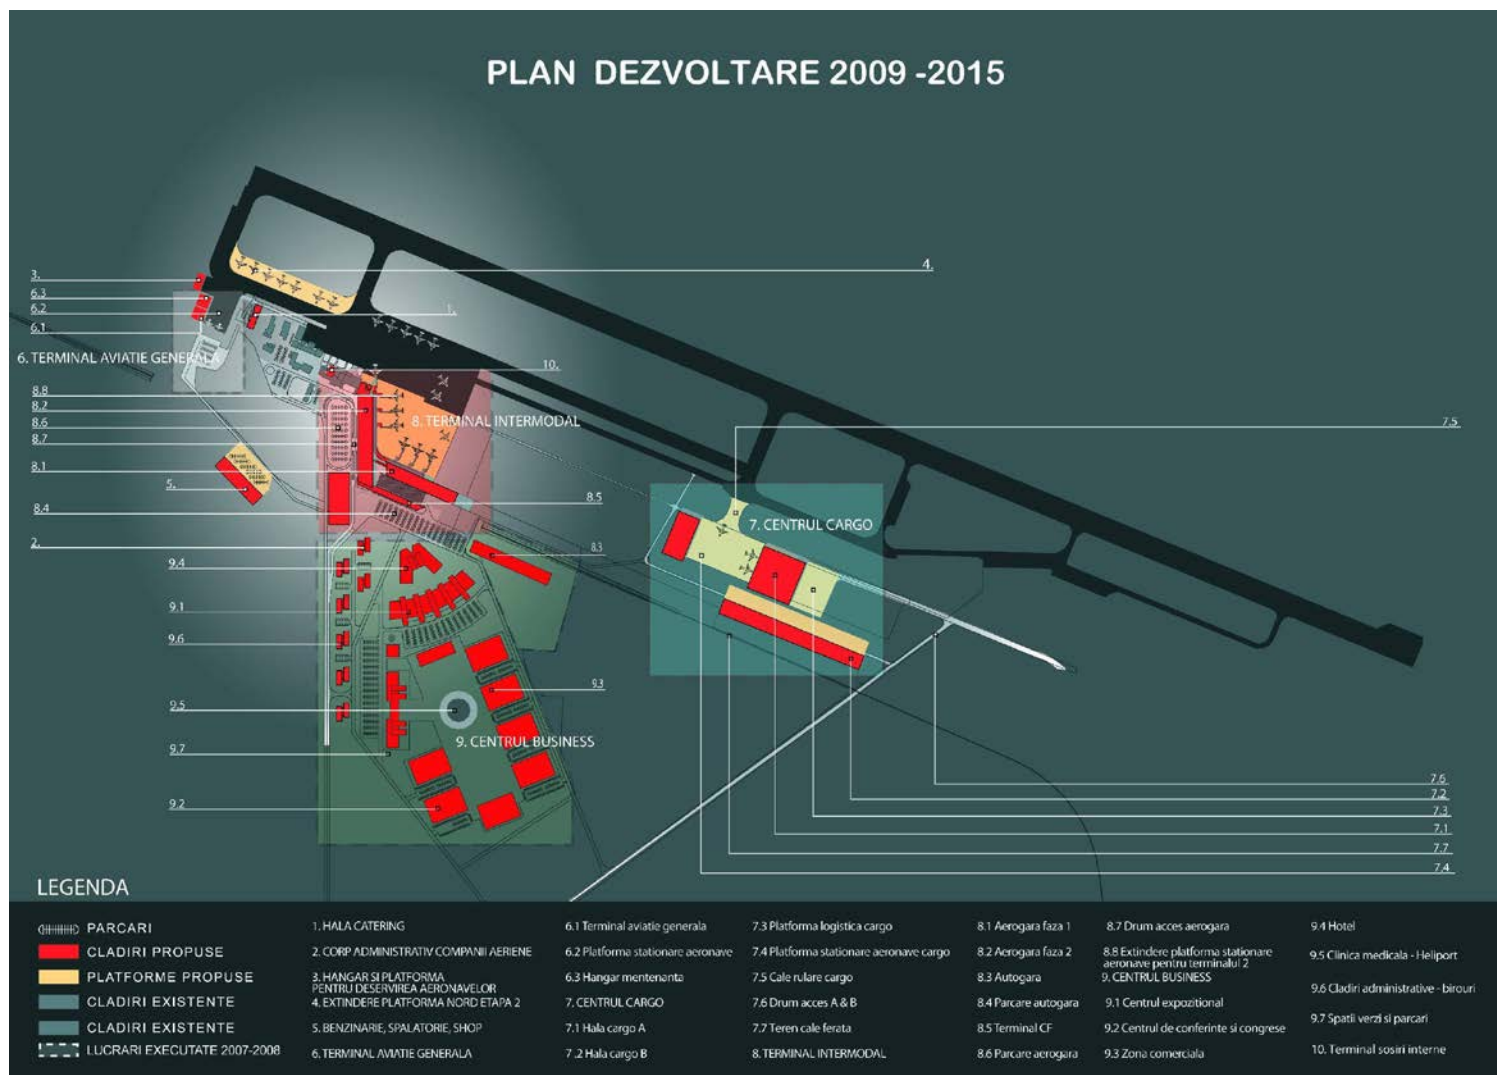 PLAN DEZVOLTARE 2009 -2015
4.
3.
6.3
6.2
6.1
1.
6. TERMINAL AVIATIE GENERALA
10.
8.8
8.2
8.6
8.7
8. TERMINAL INTERMODAL
7.5
8.1
5.
8.5
8.4
7. CENTRUL CARGO
2.
8.3
9.4
9.1
9.6
9.3
9.5
9. CENTRUL BUSINESS
9.7
7.6
7.2
9.2
7.3
7.1
7.7
7.4
LEGENDA
PARCARI
CLADIRI PROPUSE
PLATFORME PROPUSE
CLADIRI EXISTENTE
CLADIRI EXISTENTE
LUCRARI EXECUTATE 2007-2008
1. HALA CATERING
2. CORP ADMINISTRATIV COMPANII AERIENE
3. HANGAR SI PLATFORMA
PENTRU DESERVIREA AERONAVELOR
4. EXTINDERE PLATFORMA NORD ETAPA 2
5. BENZINARIE, SPALATORIE, SHOP
6. TERMINAL AVIATIE GENERALA
6.1 Terminal aviatie generala
6.2 Platforma stationare aeronave
6.3 Hangar mentenanta
7. CENTRUL CARGO
7.1 Hala cargo A
7 .2 Hala cargo B
7.3 Platforma logistica cargo
7.4 Platforma stationare aeronave cargo
7.5 Cale rulare cargo
7.6 Drum acces A & B
7.7 Teren cale ferata
8. TERMINAL INTERMODAL
8.1 Aerogara faza 1
8.2 Aerogara faza 2
8.3 Autogara
8.4 Parcare autogara
8.5 Terminal CF
8.6 Parcare aerogara
8.7 Drum acces aerogara
8.8 Extindere platforma stationare
aeronave pentru terminalul 2
9. CENTRUL BUSINESS
9.1 Centrul expozitional
9.2 Centrul de conferinte si congrese
9.3 Zona comerciala
9.4 Hotel
9.5 Clinica medicala - Heliport
9.6 Cladiri administrative - birouri
9.7 Spatii verzi si parcari
10. Terminal sosiri interne